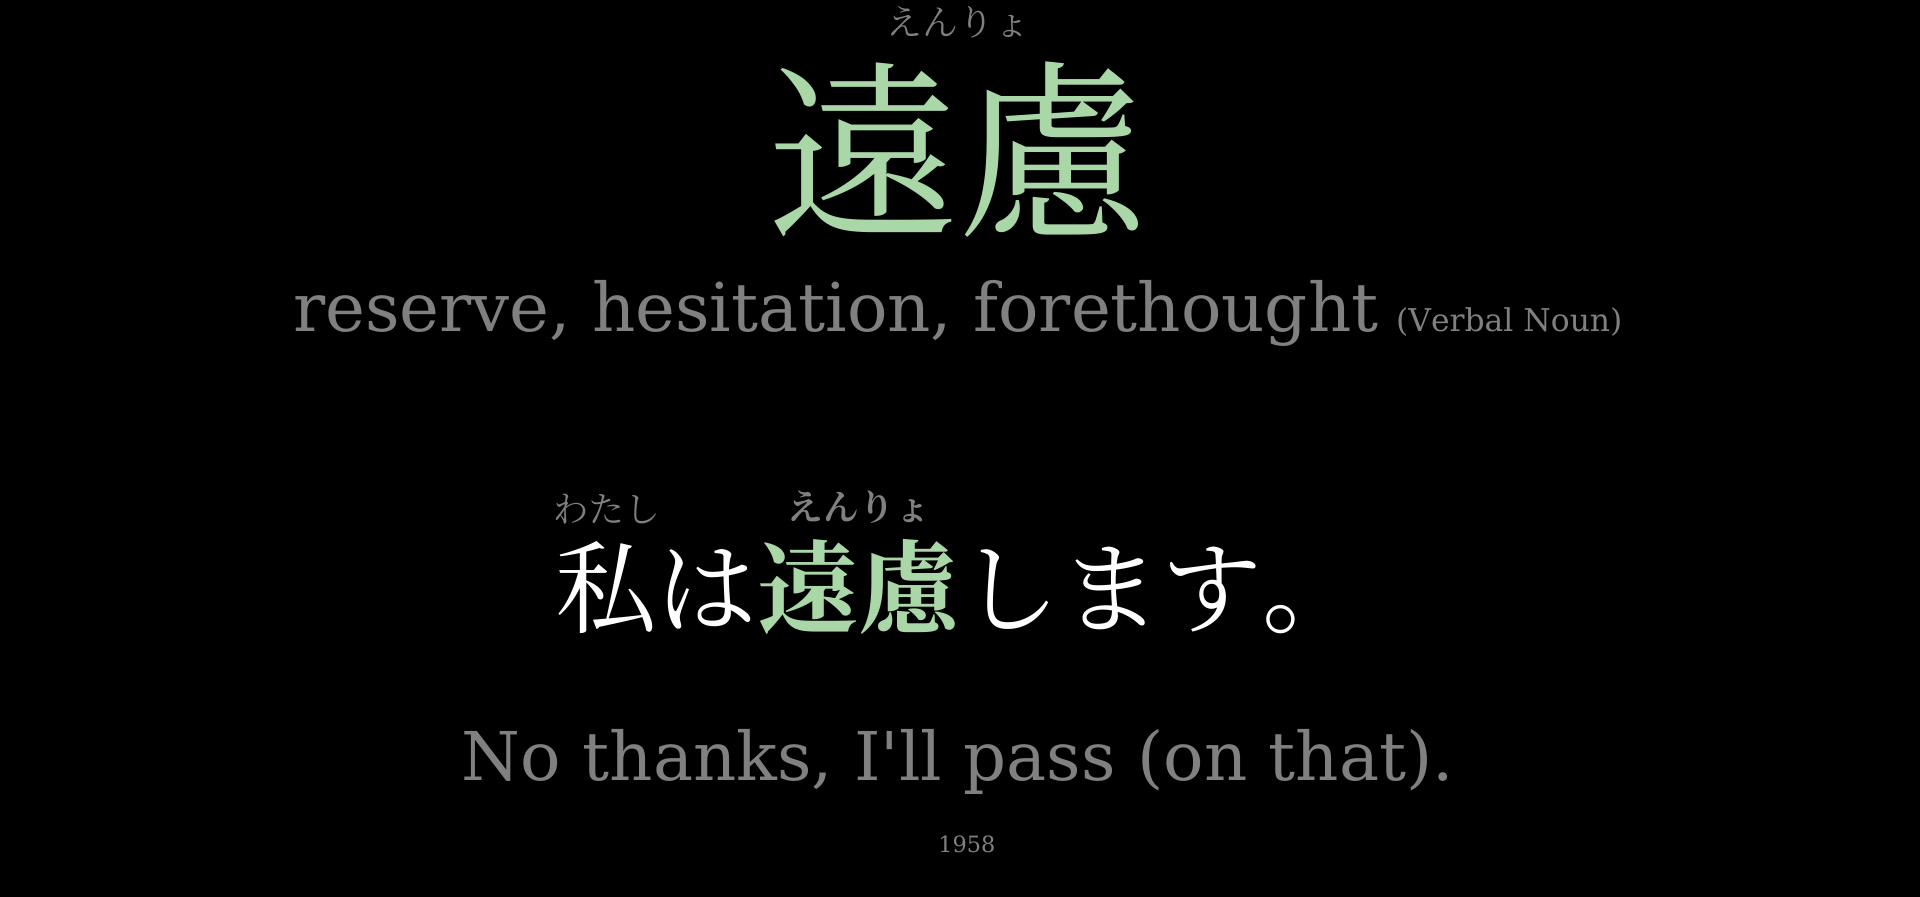 えんりょ
遠慮
reserve, hesitation, forethought (Verbal Noun)
わたし えんりょ
私は遠慮します。
No thanks, I'll pass (on that).
1958